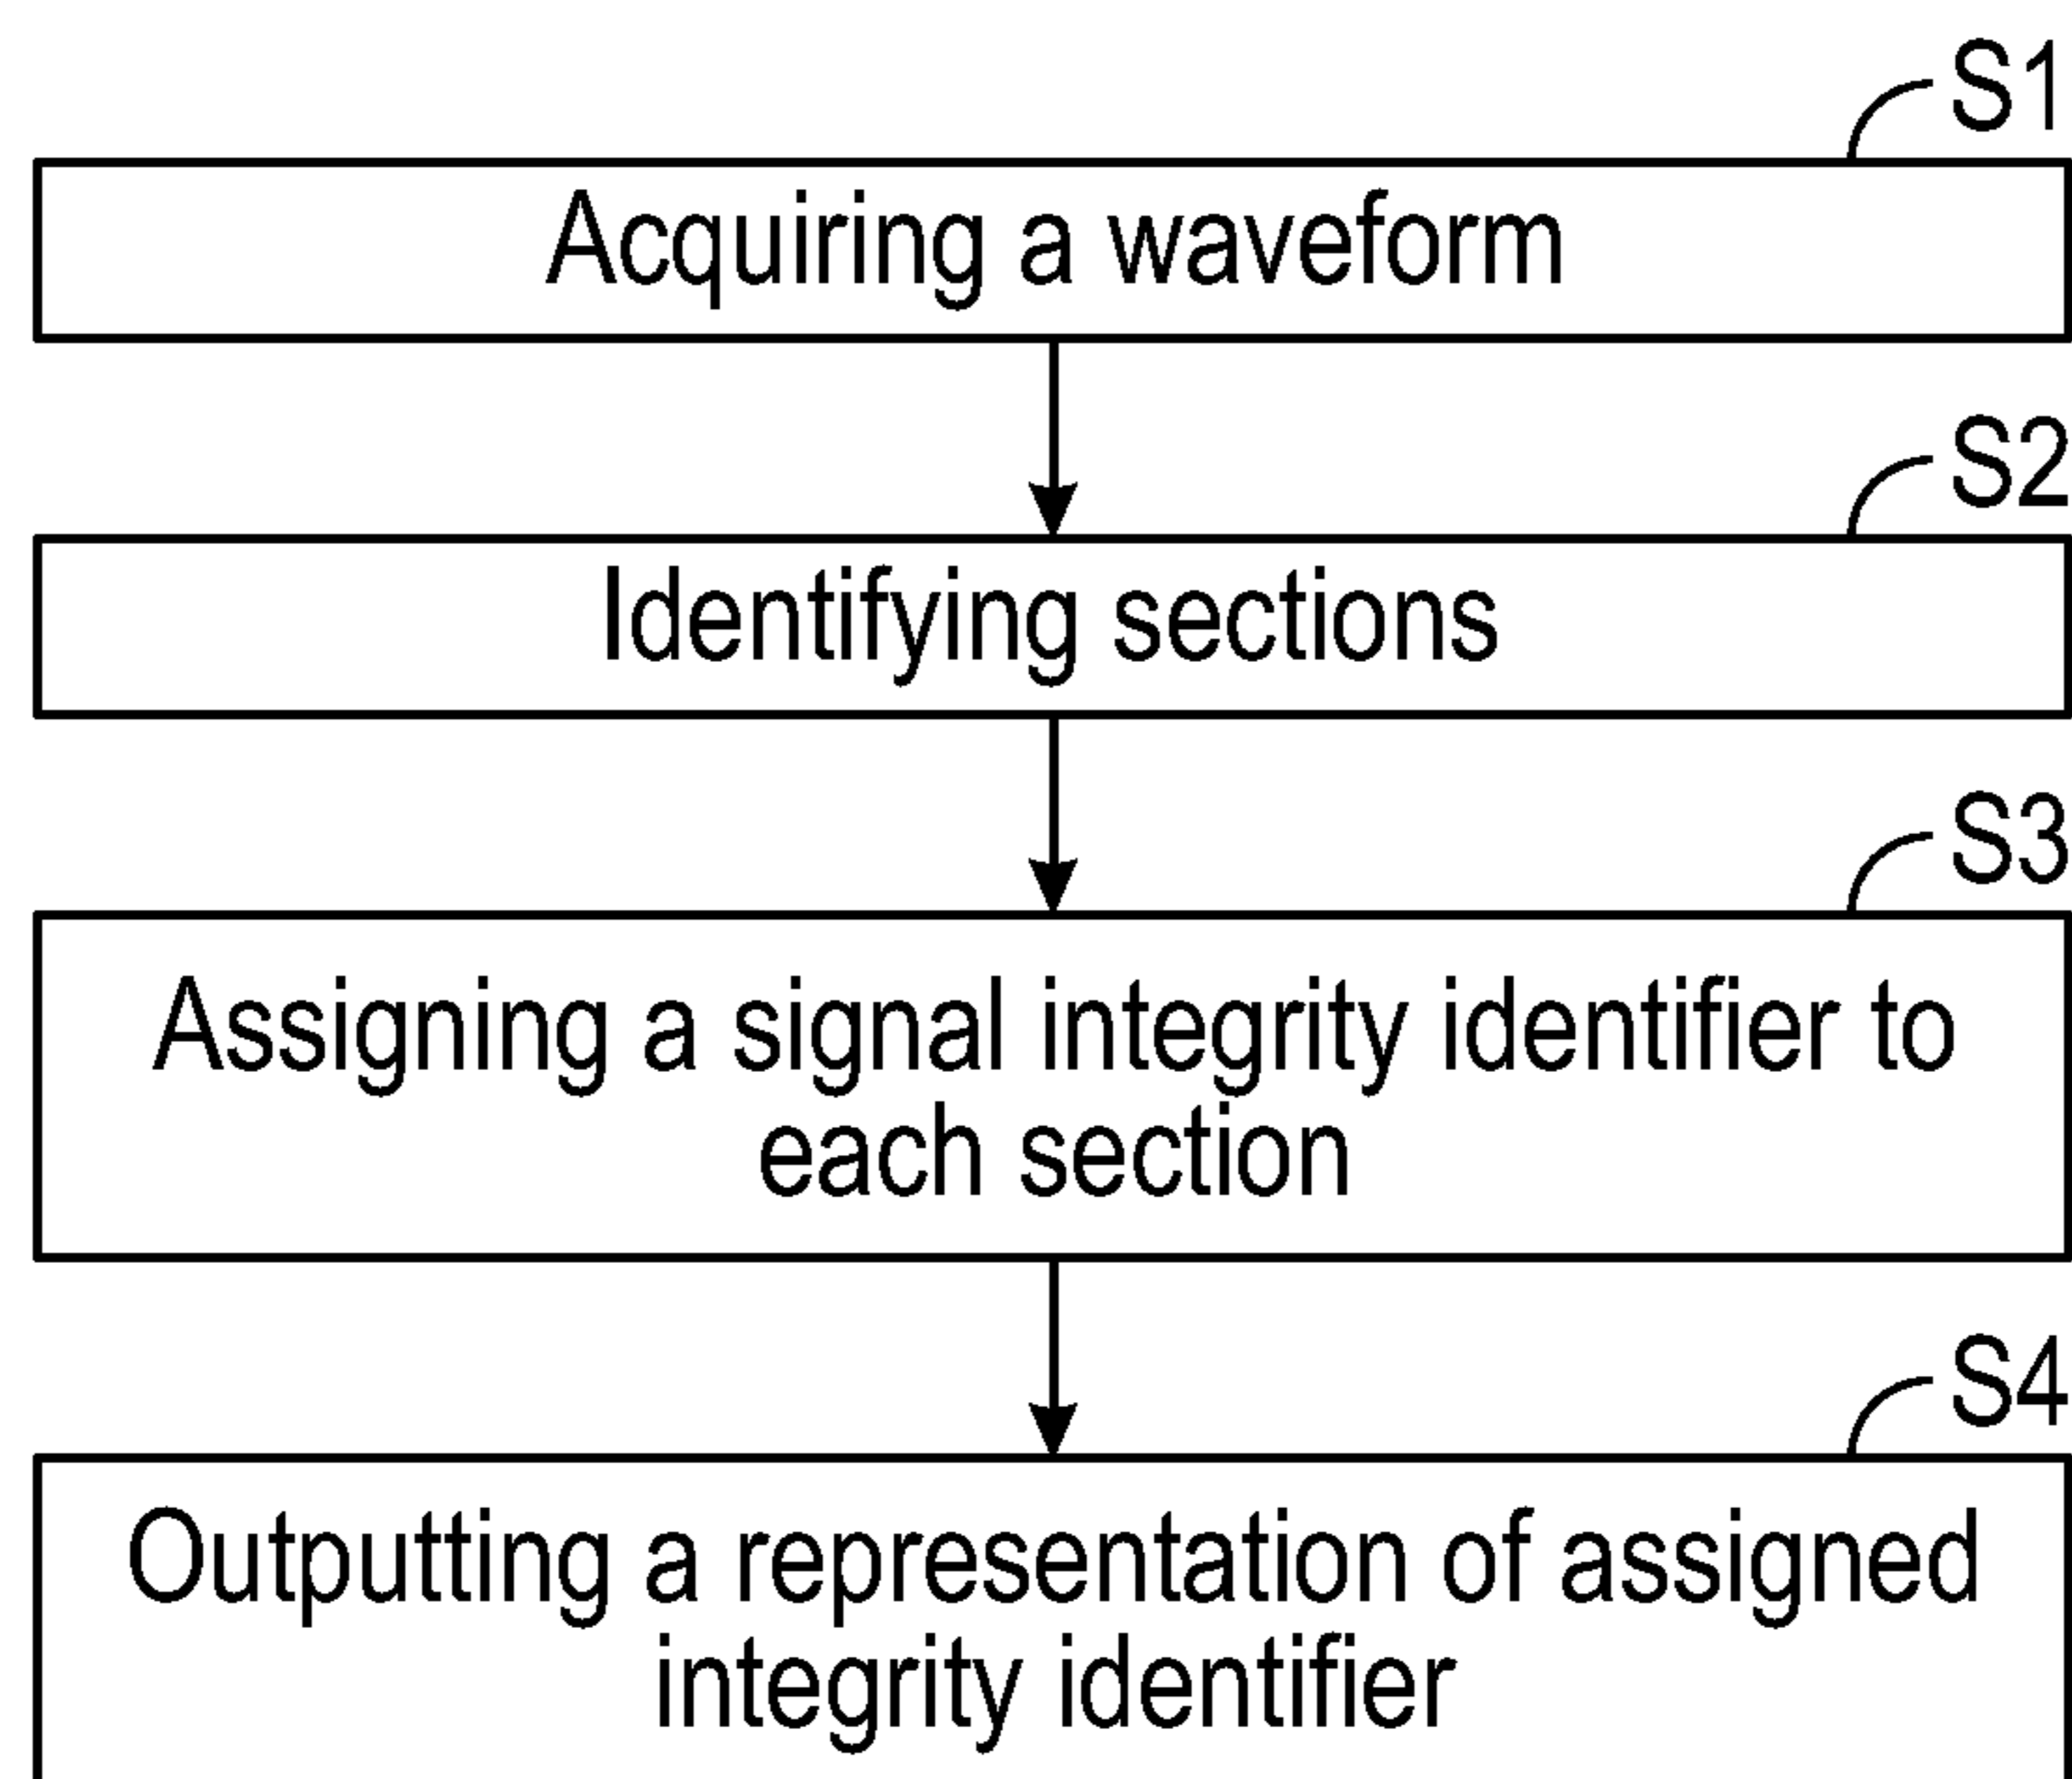 S1
Acquiring a waveform
S2
Identifying sections
S3
Assigning a signal integrity identifier to
each section
S4
Outputting a representation of assigned
integrity identifier